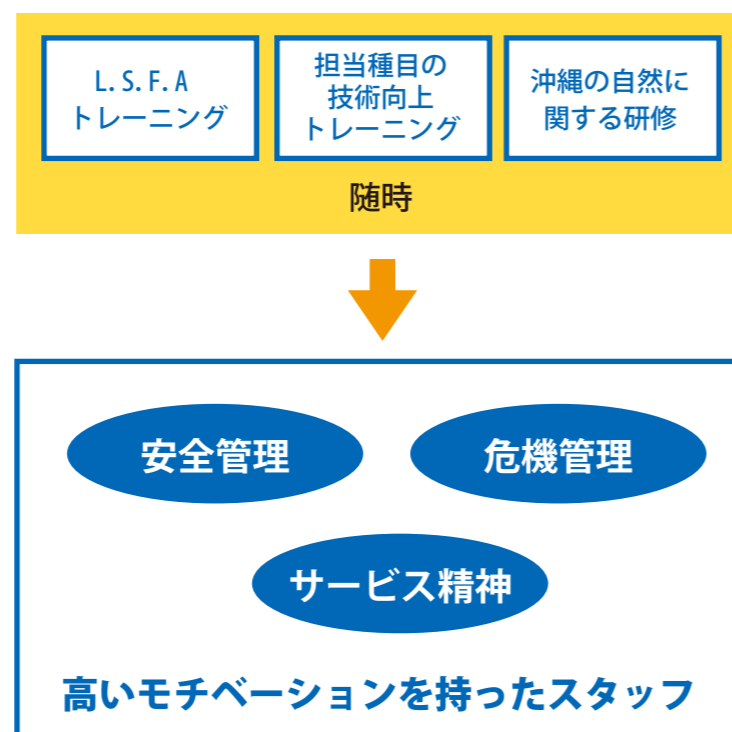 L.S.F.A
トレーニング
担当種目の
技術向上
トレーニング
沖縄の自然に
関する研修
随時
安全管理
危機管理
サービス精神
高いモチベーションを持ったスタッフ